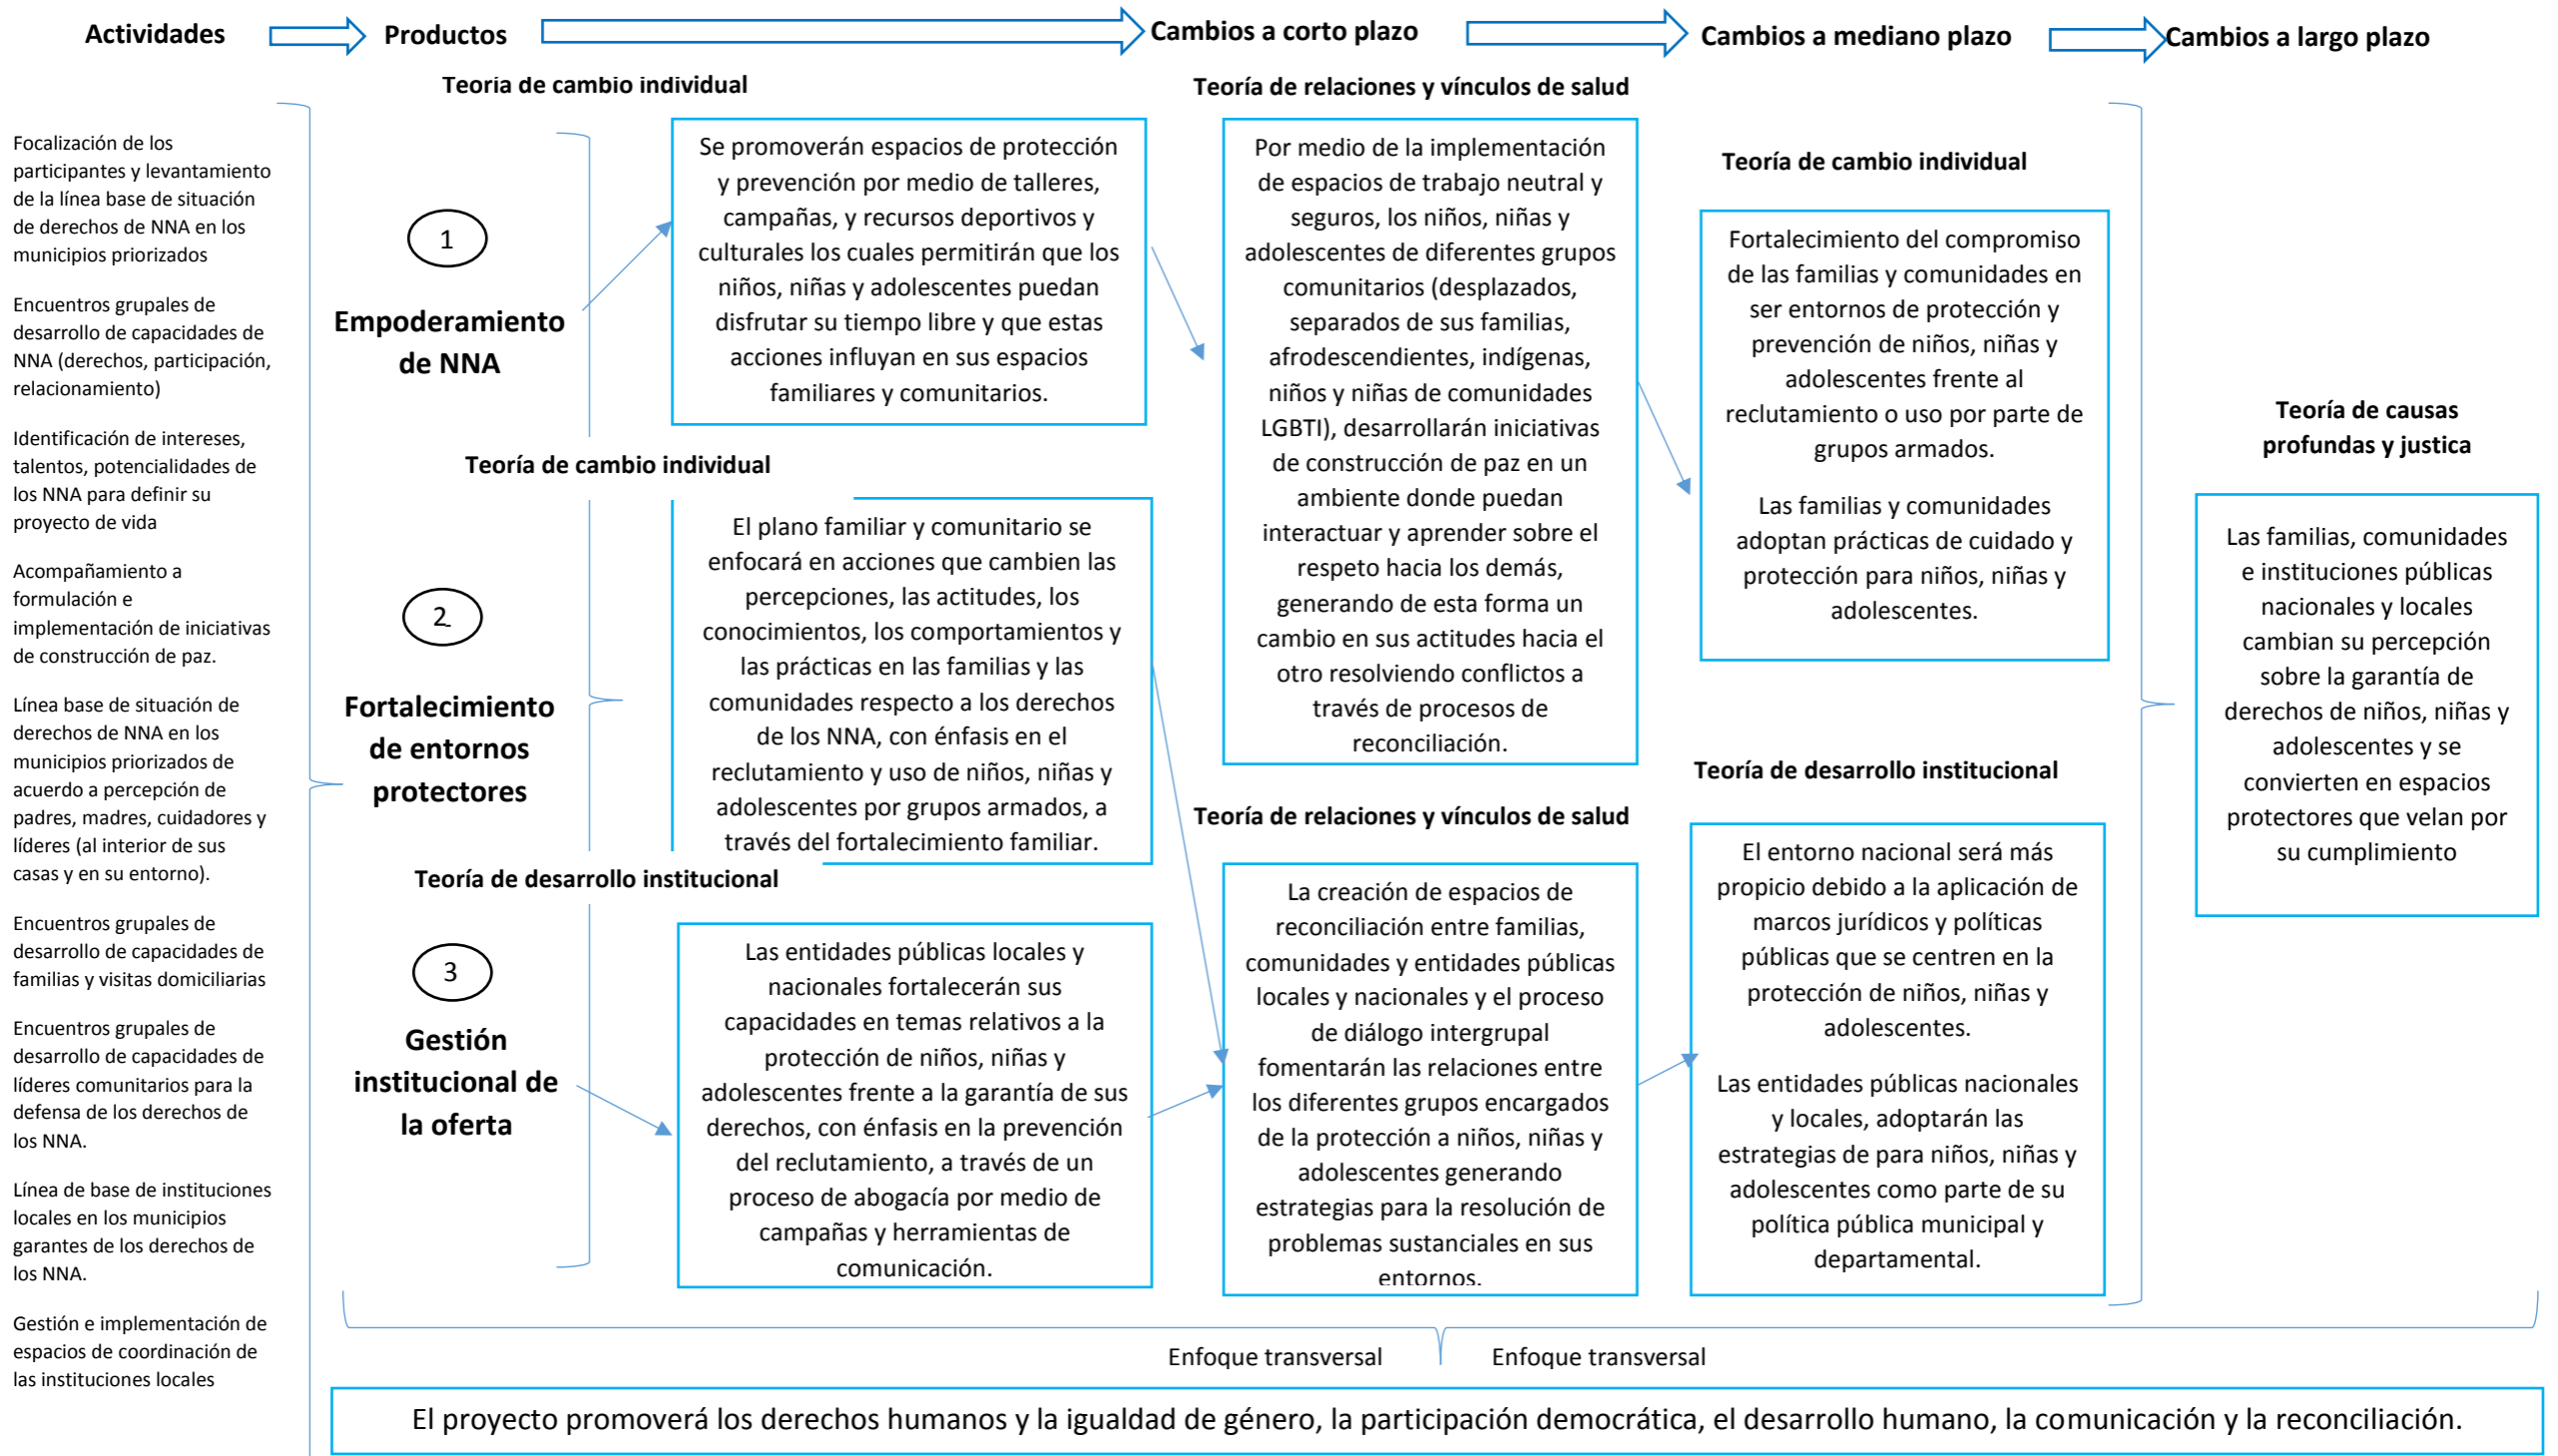 Actividades
Productos
Cambios a corto plazo
Cambios a mediano plazo
Cambios a largo plazo
Focalización de los
participantes y levantamiento
de la línea base de situación
de derechos de NNA en los
municipios priorizados
Encuentros grupales de
desarrollo de capacidades de
NNA (derechos, participación,
relacionamiento)
Identificación de intereses,
talentos, potencialidades de
los NNA para definir su
proyecto de vida
Acompañamiento a
formulación e
implementación de iniciativas
de construcción de paz.
Línea base de situación de
derechos de NNA en los
municipios priorizados de
acuerdo a percepción de
padres, madres, cuidadores y
líderes (al interior de sus
casas y en su entorno).
Encuentros grupales de
desarrollo de capacidades de
familias y visitas domiciliarias
Encuentros grupales de
desarrollo de capacidades de
líderes comunitarios para la
defensa de los derechos de
los NNA.
Línea de base de instituciones
locales en los municipios
garantes de los derechos de
los NNA.
Gestión e implementación de
espacios de coordinación de
las instituciones locales
1
Empoderamiento
de NNA
2
Fortalecimiento
de entornos
protectores
3
Gestión
institucional de
la oferta
Teoría de cambio individual
Se promoverán espacios de protección
y prevención por medio de talleres,
campañas, y recursos deportivos y
culturales los cuales permitirán que los
niños, niñas y adolescentes puedan
disfrutar su tiempo libre y que estas
acciones influyan en sus espacios
familiares y comunitarios.
Teoría de cambio individual
El plano familiar y comunitario se
enfocará en acciones que cambien las
percepciones, las actitudes, los
conocimientos, los comportamientos y
las prácticas en las familias y las
comunidades respecto a los derechos
de los NNA, con énfasis en el
reclutamiento y uso de niños, niñas y
adolescentes por grupos armados, a
través del fortalecimiento familiar.
Teoría de desarrollo institucional
Las entidades públicas locales y
nacionales fortalecerán sus
capacidades en temas relativos a la
protección de niños, niñas y
adolescentes frente a la garantía de sus
derechos, con énfasis en la prevención
del reclutamiento, a través de un
proceso de abogacía por medio de
campañas y herramientas de
comunicación.
Teoría de relaciones y vínculos de salud
Por medio de la implementación
de espacios de trabajo neutral y
seguros, los niños, niñas y
adolescentes de diferentes grupos
comunitarios (desplazados,
separados de sus familias,
afrodescendientes, indígenas,
niños y niñas de comunidades
LGBTI), desarrollarán iniciativas
de construcción de paz en un
ambiente donde puedan
interactuar y aprender sobre el
respeto hacia los demás,
generando de esta forma un
cambio en sus actitudes hacia el
otro resolviendo conflictos a
través de procesos de
reconciliación.
Teoría de relaciones y vínculos de salud
La creación de espacios de
reconciliación entre familias,
comunidades y entidades públicas
locales y nacionales y el proceso
de diálogo intergrupal
fomentarán las relaciones entre
los diferentes grupos encargados
de la protección a niños, niñas y
adolescentes generando
estrategias para la resolución de
problemas sustanciales en sus
entornos.
Teoría de cambio individual
Fortalecimiento del compromiso
de las familias y comunidades en
ser entornos de protección y
prevención de niños, niñas y
adolescentes frente al
reclutamiento o uso por parte de
grupos armados.
Las familias y comunidades
adoptan prácticas de cuidado y
protección para niños, niñas y
adolescentes.
Teoría de desarrollo institucional
El entorno nacional será más
propicio debido a la aplicación de
marcos jurídicos y políticas
públicas que se centren en la
protección de niños, niñas y
adolescentes.
Las entidades públicas nacionales
y locales, adoptarán las
estrategias de para niños, niñas y
adolescentes como parte de su
política pública municipal y
departamental.
Teoría de causas
profundas y justica
Las familias, comunidades
e instituciones públicas
nacionales y locales
cambian su percepción
sobre la garantía de
derechos de niños, niñas y
adolescentes y se
convierten en espacios
protectores que velan por
su cumplimiento
Enfoque transversal
Enfoque transversal
El proyecto promoverá los derechos humanos y la igualdad de género, la participación democrática, el desarrollo humano, la comunicación y la reconciliación.